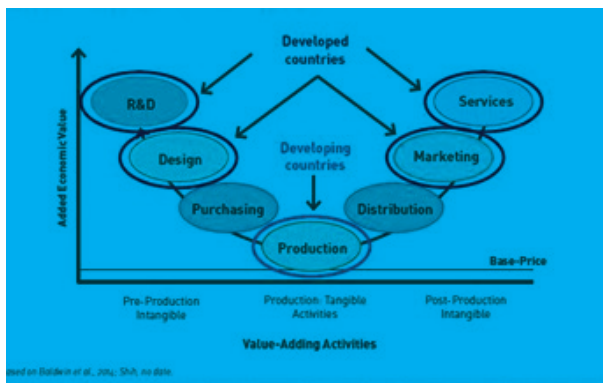 Developed
countries
R&D
Services
Design
Marketing
Developing
countries
Purchasing
Distribution
Production
Added Economic Value
Base-Price
Pre-Production
Intangible
Production: Tangible
Activities
Post-Production
Intangible
Value-Adding Activities
ased on Baldwin et al., 2014; Shih, no date.